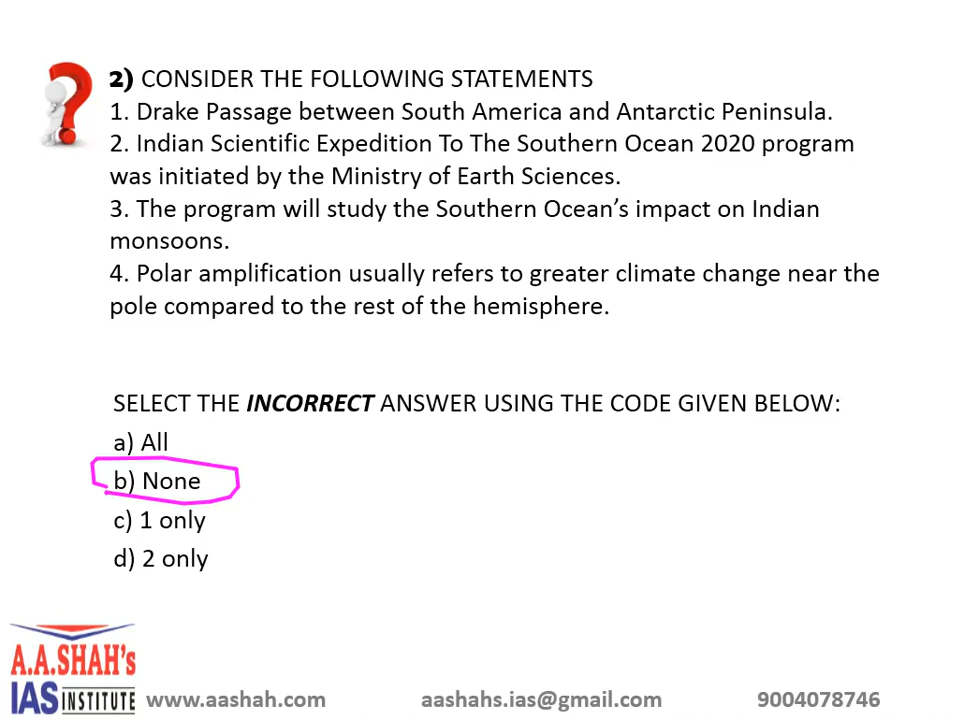 2) CONSIDER THE FOLLOWING STATEMENTS
1. Drake Passage between South America and Antarctic Peninsula.
2. Indian Scientific Expedition To The Southern Ocean 2020 program
was initiated by the Ministry of Earth Sciences.
3. The program will study the Southern Ocean’s impact on Indian
monsoons.
4. Polar amplification usually refers to greater climate change near the
pole compared to the rest of the hemisphere.
SELECT THE INCORRECT ANSWER USING THE CODE GIVEN BELOW:
a) All
b) None
c) 1 only
d) 2 only
A.A.SHAH's
IAS INSTITUTE
www.aashah.com aashahs.ias@gmail.com 9004078746